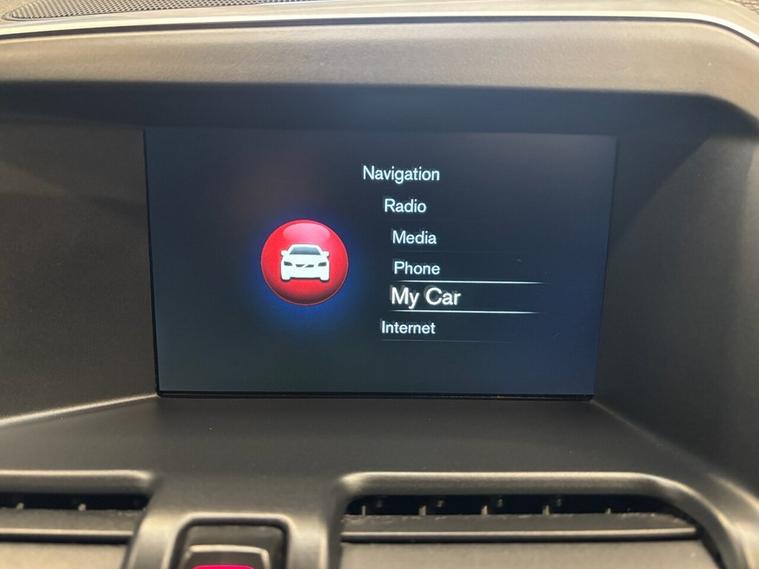 Navigation
Radio
Media
Phone
My Car
Internet